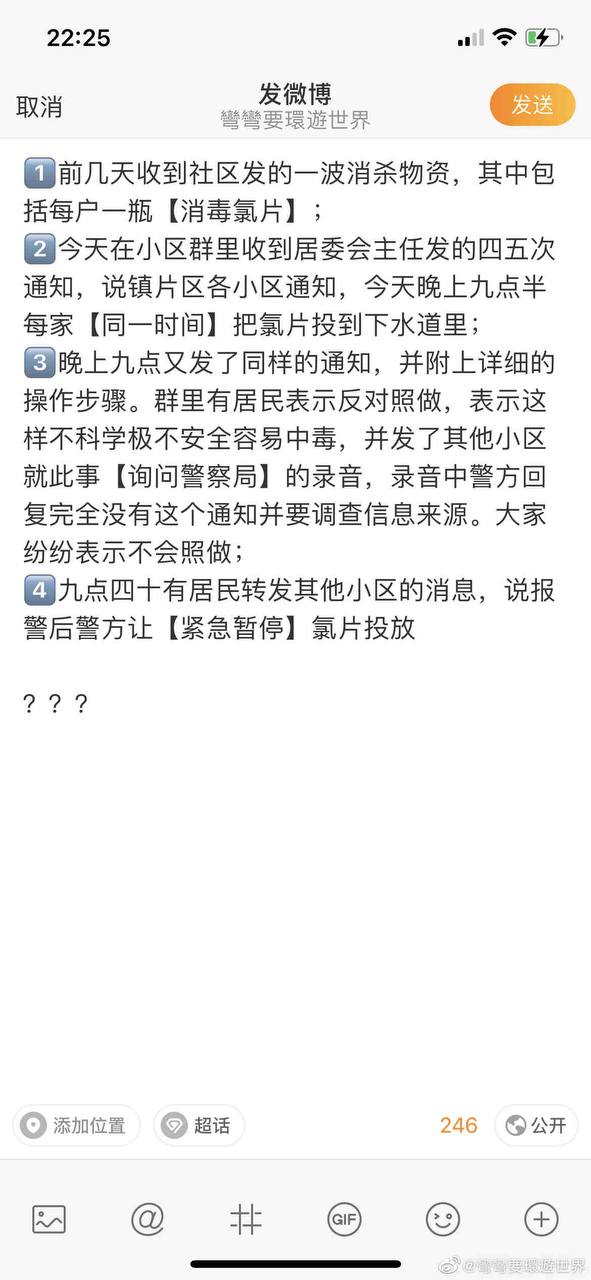 22:25
取消
发微博
彎彎要環遊世界
发送
1️⃣前几天收到社区发的一波消杀物资，其中包
括每户一瓶【消毒氯片】；
2️⃣今天在小区群里收到居委会主任发的四五次
通知，说镇片区各小区通知，今天晚上九点半
每家【同一时间】把氯片投到下水道里；
3️⃣晚上九点又发了同样的通知，并附上详细的
操作步骤。群里有居民表示反对照做，表示这
样不科学极不安全容易中毒，并发了其他小区
就此事【询问警察局】的录音，录音中警方回
复完全没有这个通知并要调查信息来源。大家
纷纷表示不会照做；
4️⃣九点四十有居民转发其他小区的消息，说报
警后警方让【紧急暂停】氯片投放
？？？
添加位置
超话
246
公开
GIF
@彎彎要環遊世界